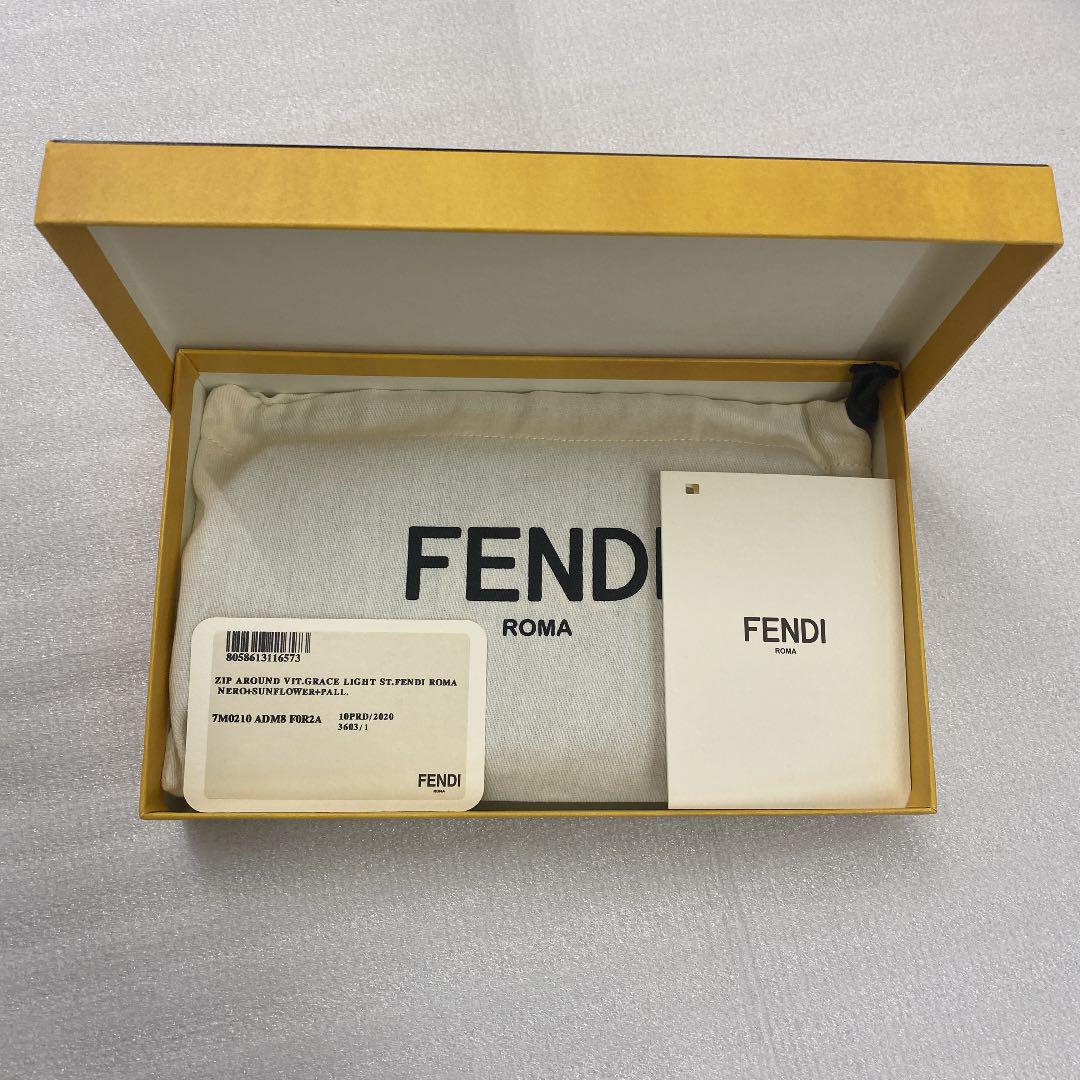 FENDI
ROMA
FENDI
ROMA
8058613116573
ZIP AROUND VIT.GRACE LIGHT ST.FENDI ROMA
NERO+SUNFLOWER+PALL.
7M0210 ADM8 F0R2A 10PRD/2020
3603/1
FENDI
ROMA